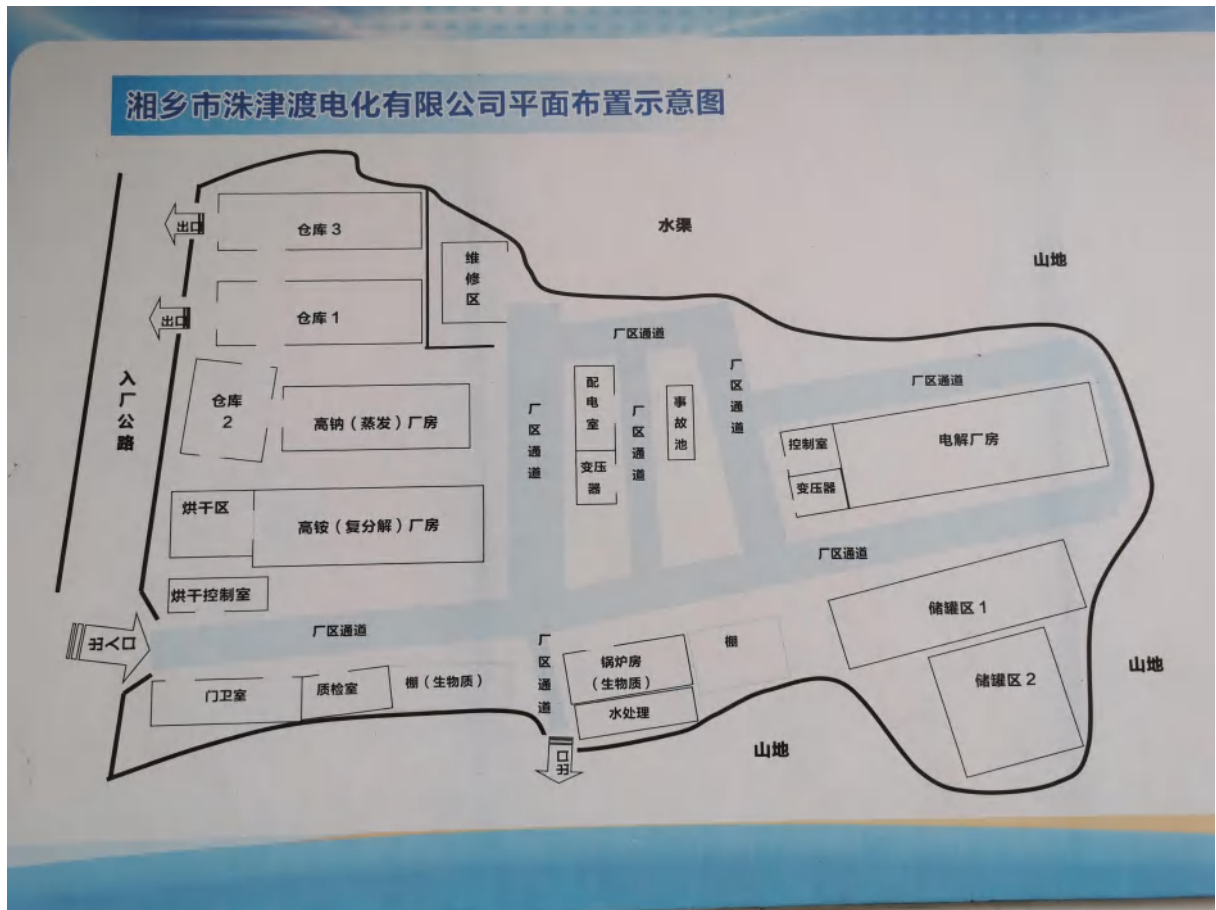 湘乡市洙津渡电化有限公司平面布置示意图
出口
仓库 3
水渠
山地
维修区
出口
仓库 1
厂区通道
入厂公路
仓库
2
高钠（蒸发）厂房
厂区通道
配电室
变压
器
厂区通道
事故池
厂区通道
厂区通道
控制室
变压器
电解厂房
烘干区
高铵（复分解）厂房
厂区通道
烘干控制室
储罐区 1
出入口
厂区通道
厂区通道
锅炉房
（生物质）
棚
山地
门卫室
质检室
棚（生物质）
水处理
储罐区 2
山地
出口